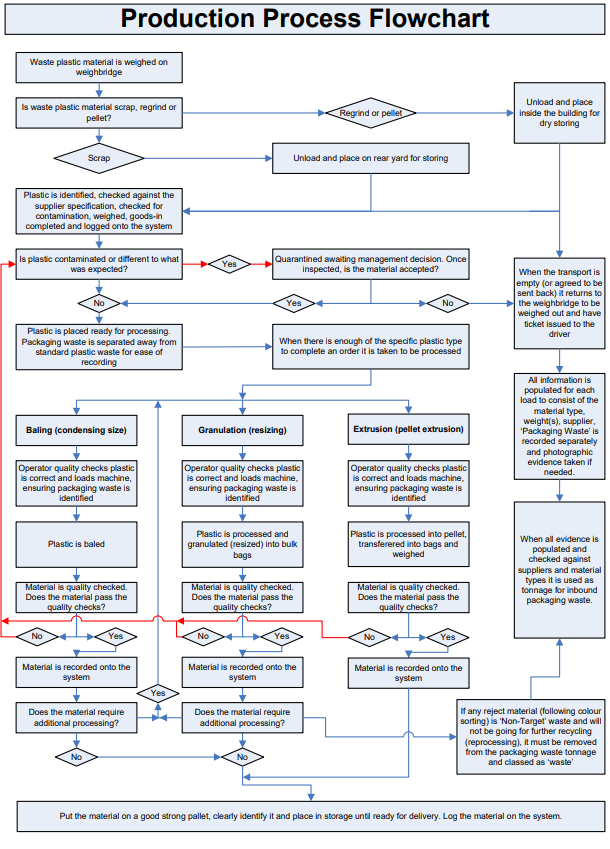 Production Process Flowchart
Waste plastic material is weighed on
weighbridge
Is waste plastic material scrap, regrind or
pellet?
Regrind or pellet
Unload and place
inside the building for
dry storing
Scrap
Unload and place on rear yard for storing
Plastic is identified, checked against the
supplier specification, checked for
contamination, weighed, goods-in
completed and logged onto the system
Is plastic contaminated or different to what
was expected?
Yes
Quarantined awaiting management decision. Once
inspected, is the material accepted?
When the transport is
empty (or agreed to be
sent back) it returns to
the weighbridge to be
weighed out and have
ticket issued to the
driver
No
Yes
No
Plastic is placed ready for processing.
Packaging waste is separated away from
standard plastic waste for ease of
recording
When there is enough of the specific plastic type
to complete an order it is taken to be processed
All information is
populated for each
load to consist of the
material type,
weight(s), supplier,
‘Packaging Waste’ is
recorded separately
and photographic
evidence taken if
needed.
Baling (condensing size)
Granulation (resizing)
Extrusion (pellet extrusion)
Operator quality checks plastic
is correct and loads machine,
ensuring packaging waste is
identified
Operator quality checks plastic
is correct and loads machine,
ensuring packaging waste is
identified
Operator quality checks plastic
is correct and loads machine,
ensuring packaging waste is
identified
When all evidence is
populated and
checked against
suppliers and material
types it is used as
tonnage for inbound
packaging waste.
Plastic is baled
Plastic is processed and
granulated (resized) into bulk
bags
Plastic is processed into pellet,
transfererd into bags and
weighed
Material is quality checked.
Does the material pass the
quality checks?
Material is quality checked.
Does the material pass the
quality checks?
Material is quality checked.
Does the material pass the
quality checks?
No
Yes
No
Yes
No
Yes
Material is recorded onto the
system
Material is recorded onto the
system
Material is recorded onto the
system
Yes
Does the material require
additional processing?
Does the material require
additional processing?
If any reject material (following colour
sorting) is ‘Non-Target’ waste and will
not be going for further recycling
(reprocessing), it must be removed
from the packaging waste tonnage
and classed as ‘waste’
No
No
Put the material on a good strong pallet, clearly identify it and place in storage until ready for delivery. Log the material on the system.